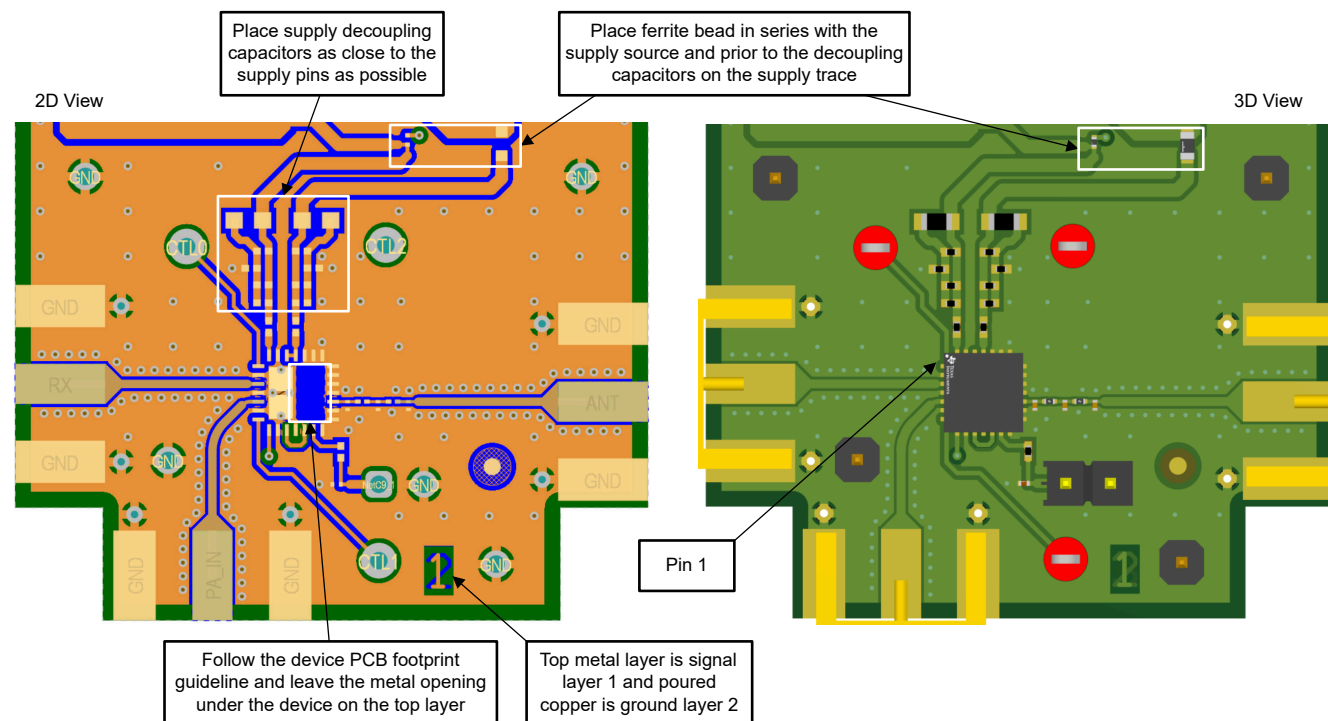 Place supply decoupling
capacitors as close to the
supply pins as possible
Place ferrite bead in series with the
supply source and prior to the decoupling
capacitors on the supply trace
2D View
3D View
GND
GND
CTL0
CTL2
GND
GND
RX
ANT
GND
GND
GND
GND
GND
PA_IN
GND
CTL1
1
2
GND
Pin 1
1
2
Follow the device PCB footprint
guideline and leave the metal opening
under the device on the top layer
Top metal layer is signal
layer 1 and poured
copper is ground layer 2